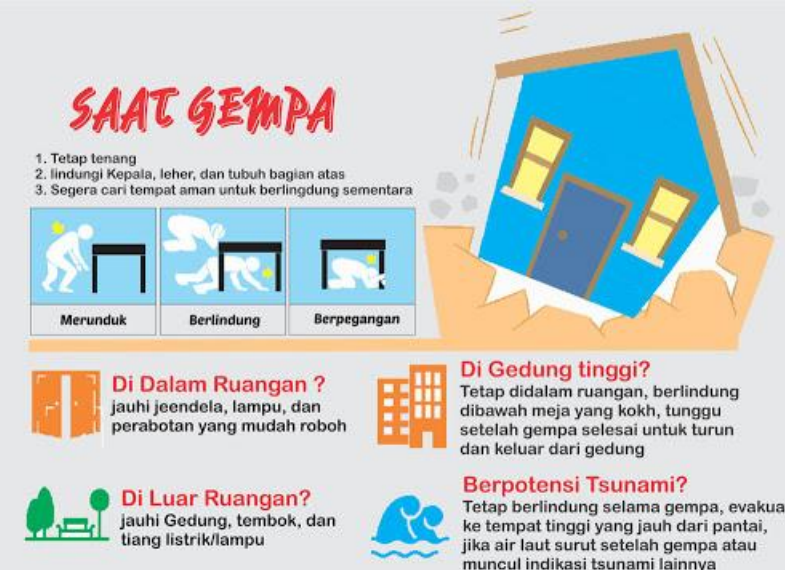 SAAT GEMPA
1. Tetap tenang
2. lindungi Kepala, leher, dan tubuh bagian atas
3. Segera cari tempat aman untuk berlingdung sementara
Merunduk
Berlindung
Berpegangan
Di Dalam Ruangan ?
jauhi jeendela, lampu, dan
perabotan yang mudah roboh
Di Gedung tinggi?
Tetap didalam ruangan, berlindung
dibawah meja yang kokh, tunggu
setelah gempa selesai untuk turun
dan keluar dari gedung
Di Luar Ruangan?
jauhi Gedung, tembok, dan
tiang listrik/lampu
Berpotensi Tsunami?
Tetap berlindung selama gempa, evakua
ke tempat tinggi yang jauh dari pantai,
jika air laut surut setelah gempa atau
muncul indikasi tsunami lainnya